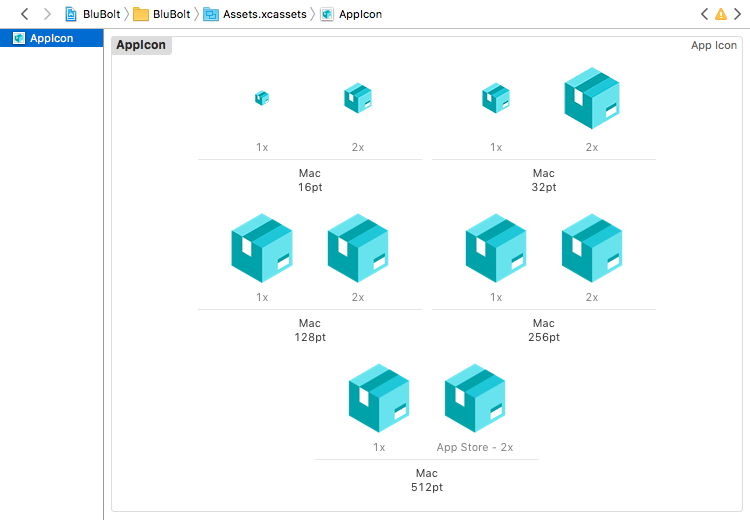 BluBolt BluBolt Assets.xcassets AppIcon
AppIcon
AppIcon
App Icon
1x 2x 1x 2x
Mac Mac
16pt 32pt
1x 2x 1x 2x
Mac Mac
128pt 256pt
1x App Store - 2x
Mac
512pt